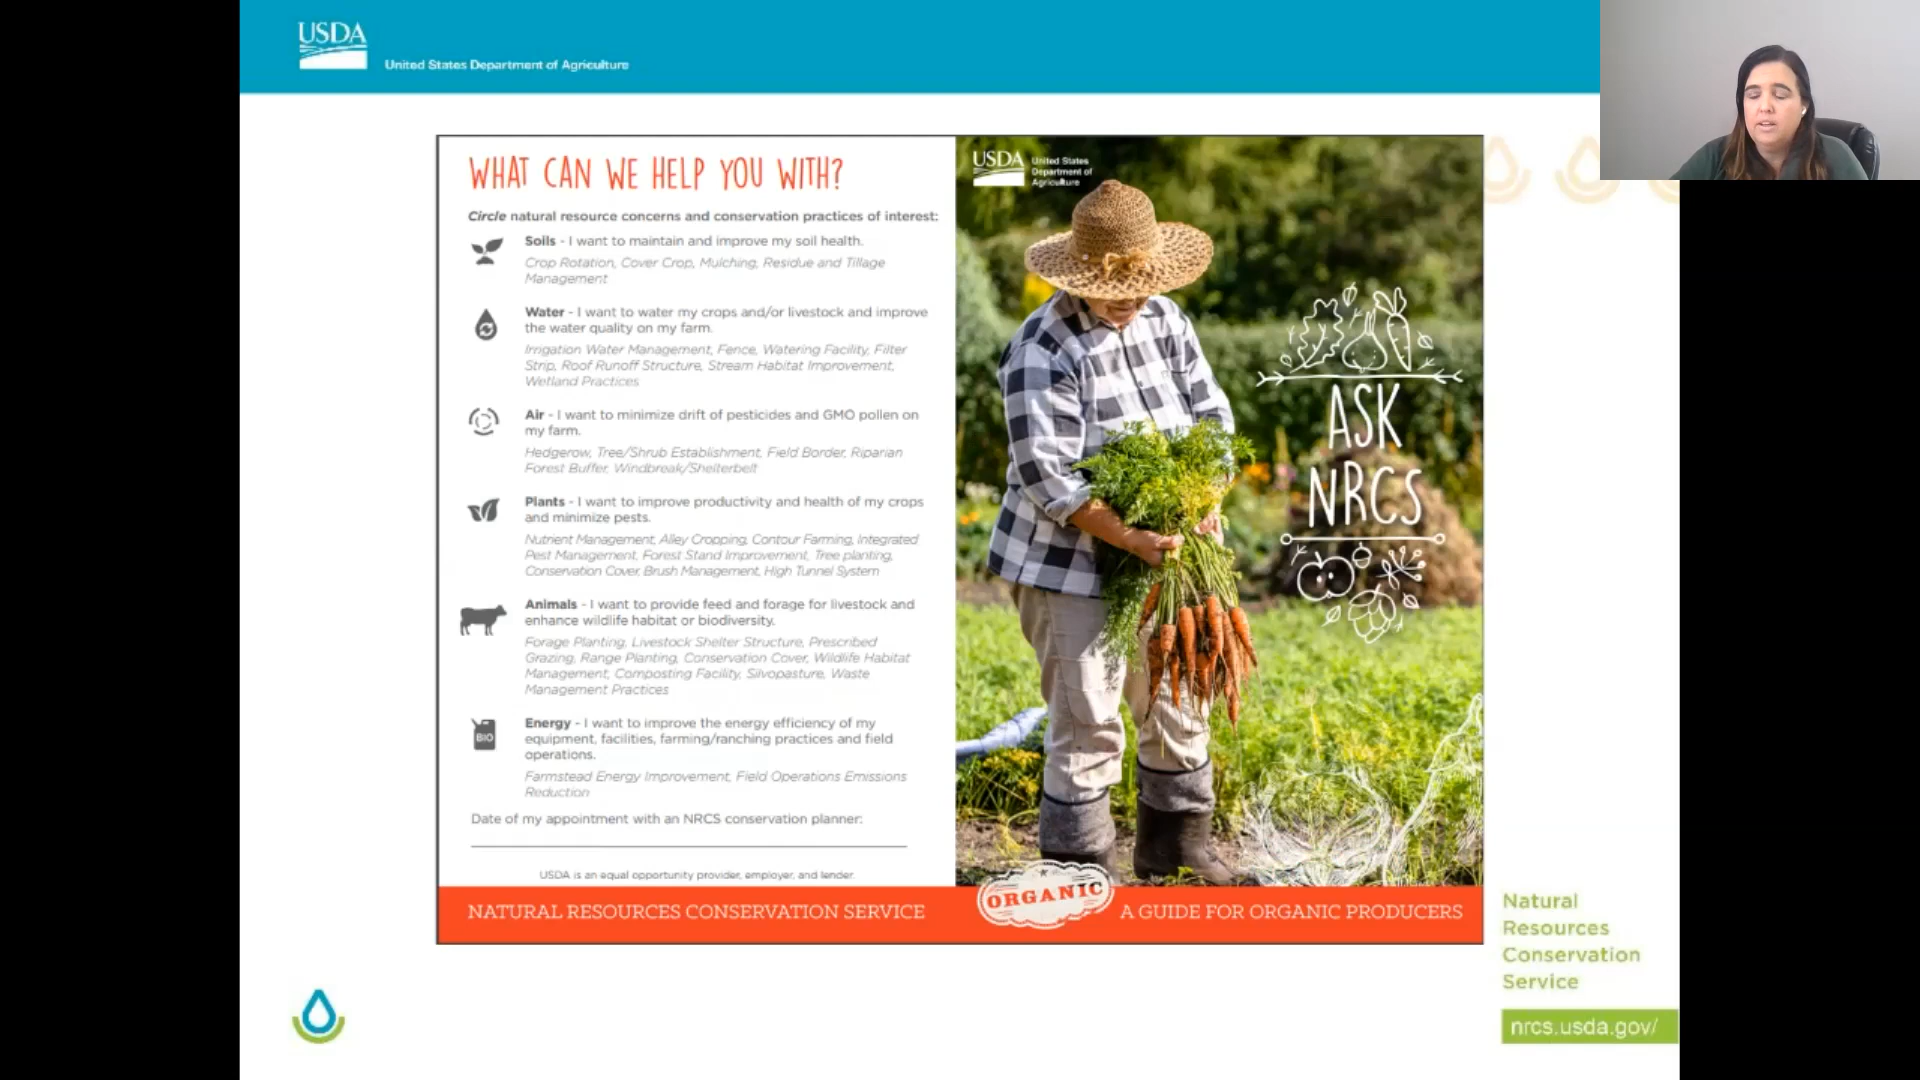 USDA
United States Department of Agriculture
WHAT CAN WE HELP YOU WITH?
Circle natural resource concerns and conservation practices of interest:
Soils - I want to maintain and improve my soil health.
Crop Rotation, Cover Crop, Mulching, Residue and Tillage
Management
Water - I want to water my crops and/or livestock and improve
the water quality on my farm.
Irrigation Water Management, Fence, Watering Facility, Filter
Strip, Roof Runoff Structure, Stream Habitat Improvement,
Wetland Practices
Air - I want to minimize drift of pesticides and GMO pollen on
my farm.
Hedgerow, Tree/Shrub Establishment, Field Border, Riparian
Forest Buffer, Windbreak/Shelterbelt
Plants - I want to improve productivity and health of my crops
and minimize pests.
Nutrient Management, Alley Cropping, Contour Farming, Integrated
Pest Management, Forest Stand Improvement, Tree planting,
Conservation Cover, Brush Management, High Tunnel System
Animals - I want to provide feed and forage for livestock and
enhance wildlife habitat or biodiversity.
Forage Planting, Livestock Shelter Structure, Prescribed
Grazing, Range Planting, Conservation Cover, Wildlife Habitat
Management, Composting Facility, Silvopasture, Waste
Management Practices
BIO
Energy - I want to improve the energy efficiency of my
equipment, facilities, farming/ranching practices and field
operations.
Farmstead Energy Improvement, Field Operations Emissions
Reduction
Date of my appointment with an NRCS conservation planner:
USDA is an equal opportunity provider, employer, and lender.
NATURAL RESOURCES CONSERVATION SERVICE
USDA
United States
Department of
Agriculture
ASK
NRCS
ORGANIC
A GUIDE FOR ORGANIC PRODUCERS
Natural
Resources
Conservation
Service
nrcs.usda.gov/